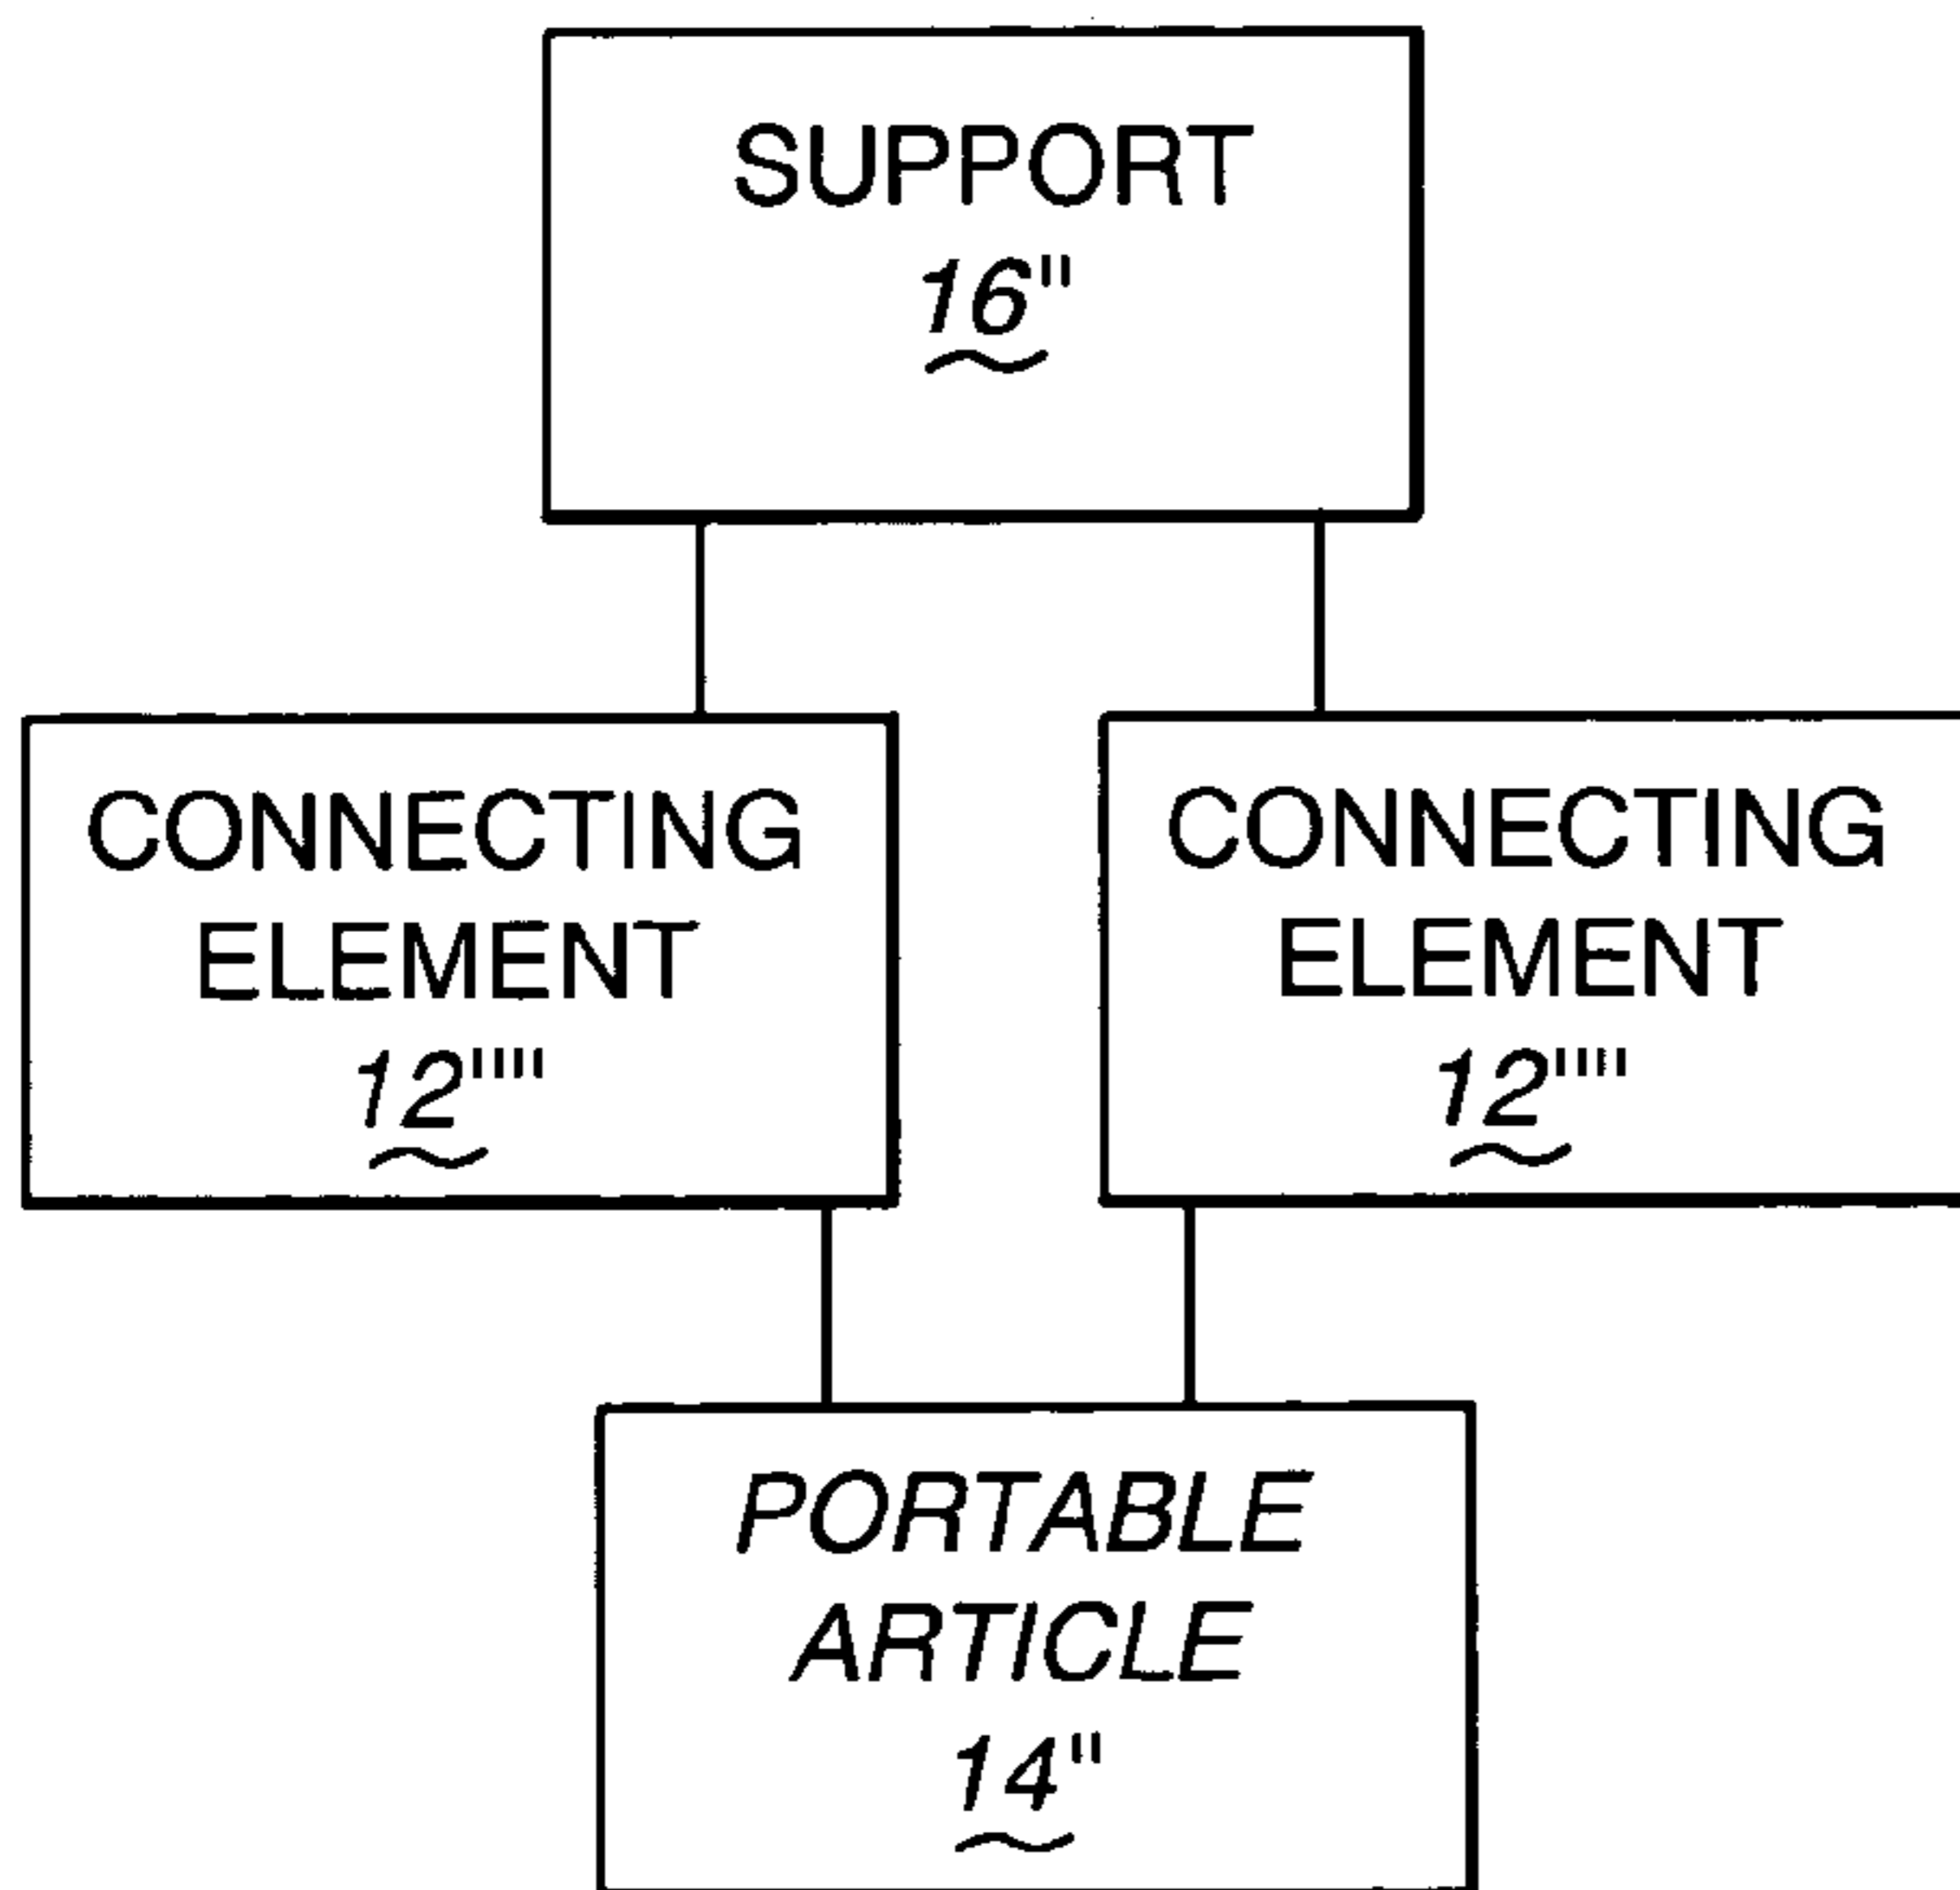 SUPPORT
16"
CONNECTING
ELEMENT
12""
CONNECTING
ELEMENT
12""
PORTABLE
ARTICLE
14"